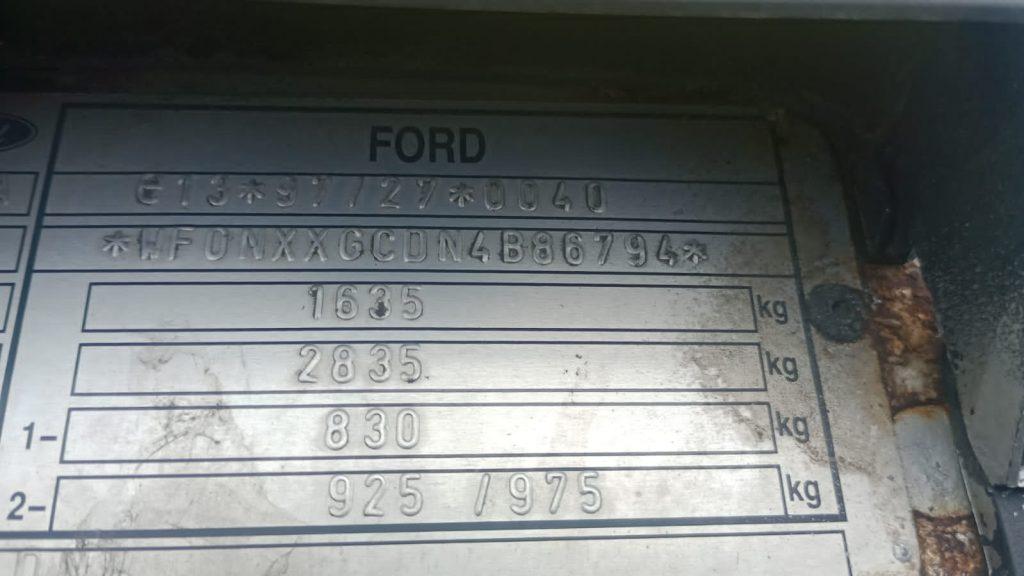 FORD
e13*97/27*0040
*WF0NXXGCDN4B86794*
1635 kg
2835 kg
1- 830 kg
2- 925 /975 kg